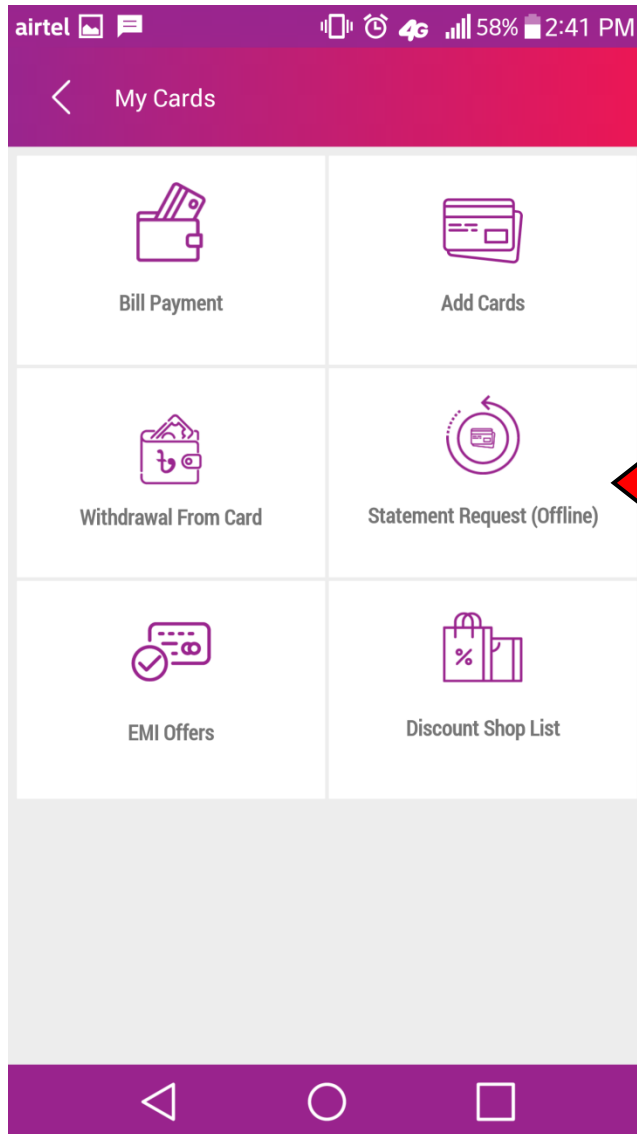 airtel 4G 58% 2:41 PM
My Cards
Bill Payment
Add Cards
৳
Withdrawal From Card
Statement Request (Offline)
%
EMI Offers
Discount Shop List